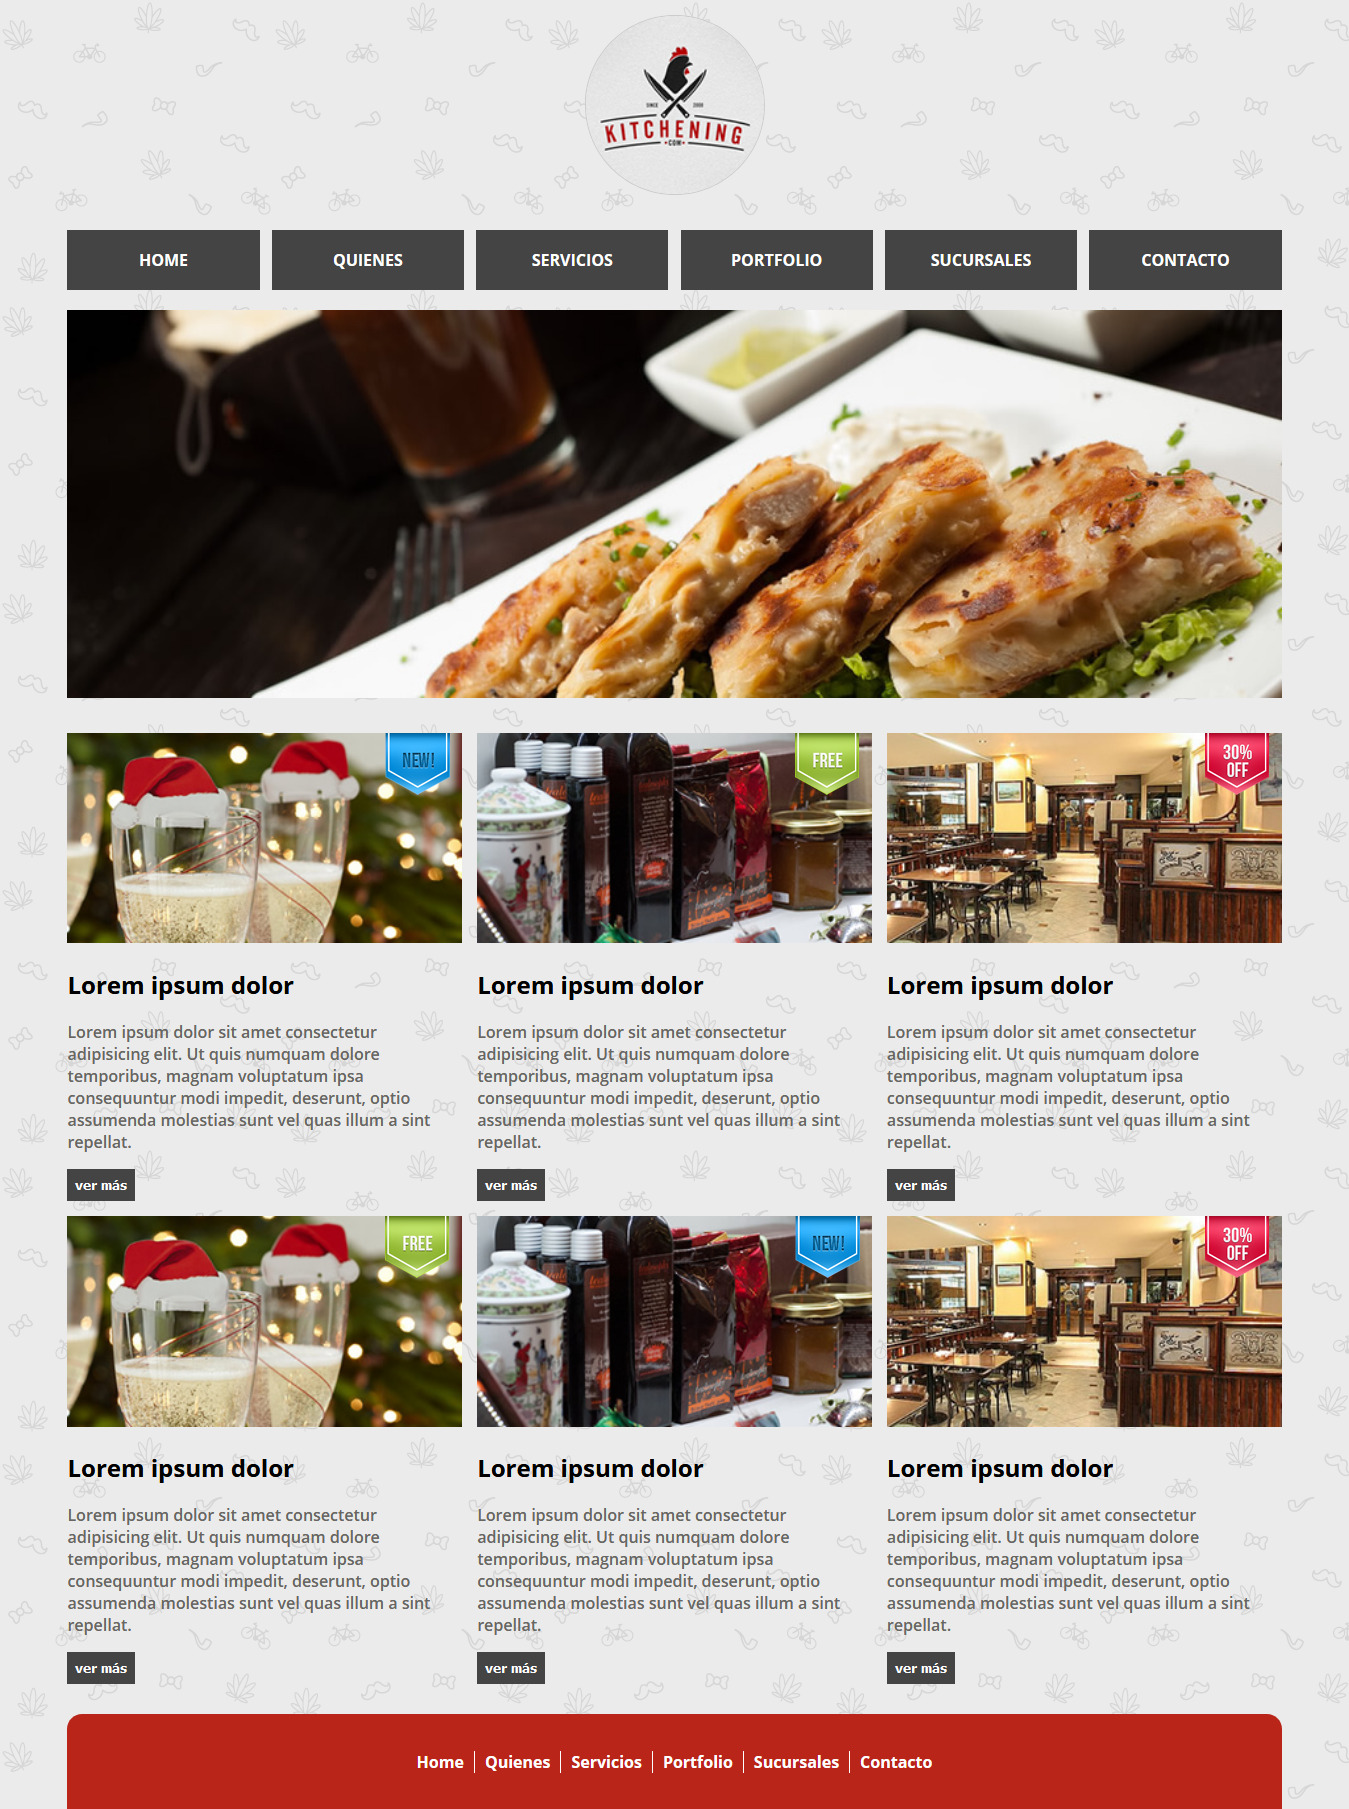 SINCE 2009
KITCHENING
•COM•
HOME QUIENES SERVICIOS PORTFOLIO SUCURSALES CONTACTO
NEW!
FREE
30%
OFF
Lorem ipsum dolor
Lorem ipsum dolor sit amet consectetur
adipisicing elit. Ut quis numquam dolore
temporibus, magnam voluptatum ipsa
consequuntur modi impedit, deserunt, optio
assumenda molestias sunt vel quas illum a sint
repellat.
ver más
Lorem ipsum dolor
Lorem ipsum dolor sit amet consectetur
adipisicing elit. Ut quis numquam dolore
temporibus, magnam voluptatum ipsa
consequuntur modi impedit, deserunt, optio
assumenda molestias sunt vel quas illum a sint
repellat.
ver más
Lorem ipsum dolor
Lorem ipsum dolor sit amet consectetur
adipisicing elit. Ut quis numquam dolore
temporibus, magnam voluptatum ipsa
consequuntur modi impedit, deserunt, optio
assumenda molestias sunt vel quas illum a sint
repellat.
ver más
FREE
NEW!
30%
OFF
Lorem ipsum dolor
Lorem ipsum dolor sit amet consectetur
adipisicing elit. Ut quis numquam dolore
temporibus, magnam voluptatum ipsa
consequuntur modi impedit, deserunt, optio
assumenda molestias sunt vel quas illum a sint
repellat.
ver más
Lorem ipsum dolor
Lorem ipsum dolor sit amet consectetur
adipisicing elit. Ut quis numquam dolore
temporibus, magnam voluptatum ipsa
consequuntur modi impedit, deserunt, optio
assumenda molestias sunt vel quas illum a sint
repellat.
ver más
Lorem ipsum dolor
Lorem ipsum dolor sit amet consectetur
adipisicing elit. Ut quis numquam dolore
temporibus, magnam voluptatum ipsa
consequuntur modi impedit, deserunt, optio
assumenda molestias sunt vel quas illum a sint
repellat.
ver más
Home Quienes Servicios Portfolio Sucursales Contacto